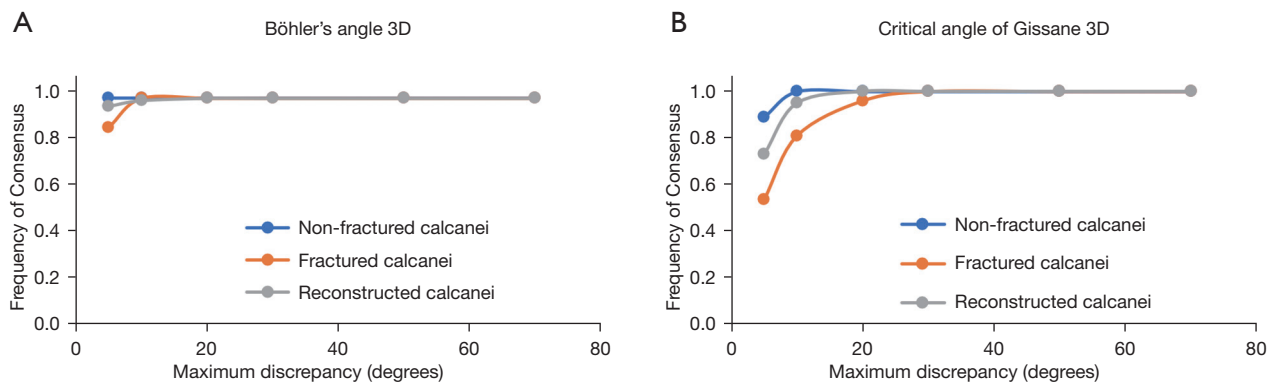 A
Böhler's angle 3D
Frequency of Consensus
1.0
0.8
0.6
0.4
0.2
0.0
Non-fractured calcanei
Fractured calcanei
Reconstructed calcanei
0 20 40 60 80
Maximum discrepancy (degrees)
B
Critical angle of Gissane 3D
Frequency of Consensus
1.0
0.8
0.6
0.4
0.2
0.0
Non-fractured calcanei
Fractured calcanei
Reconstructed calcanei
0 20 40 60 80
Maximum discrepancy (degrees)